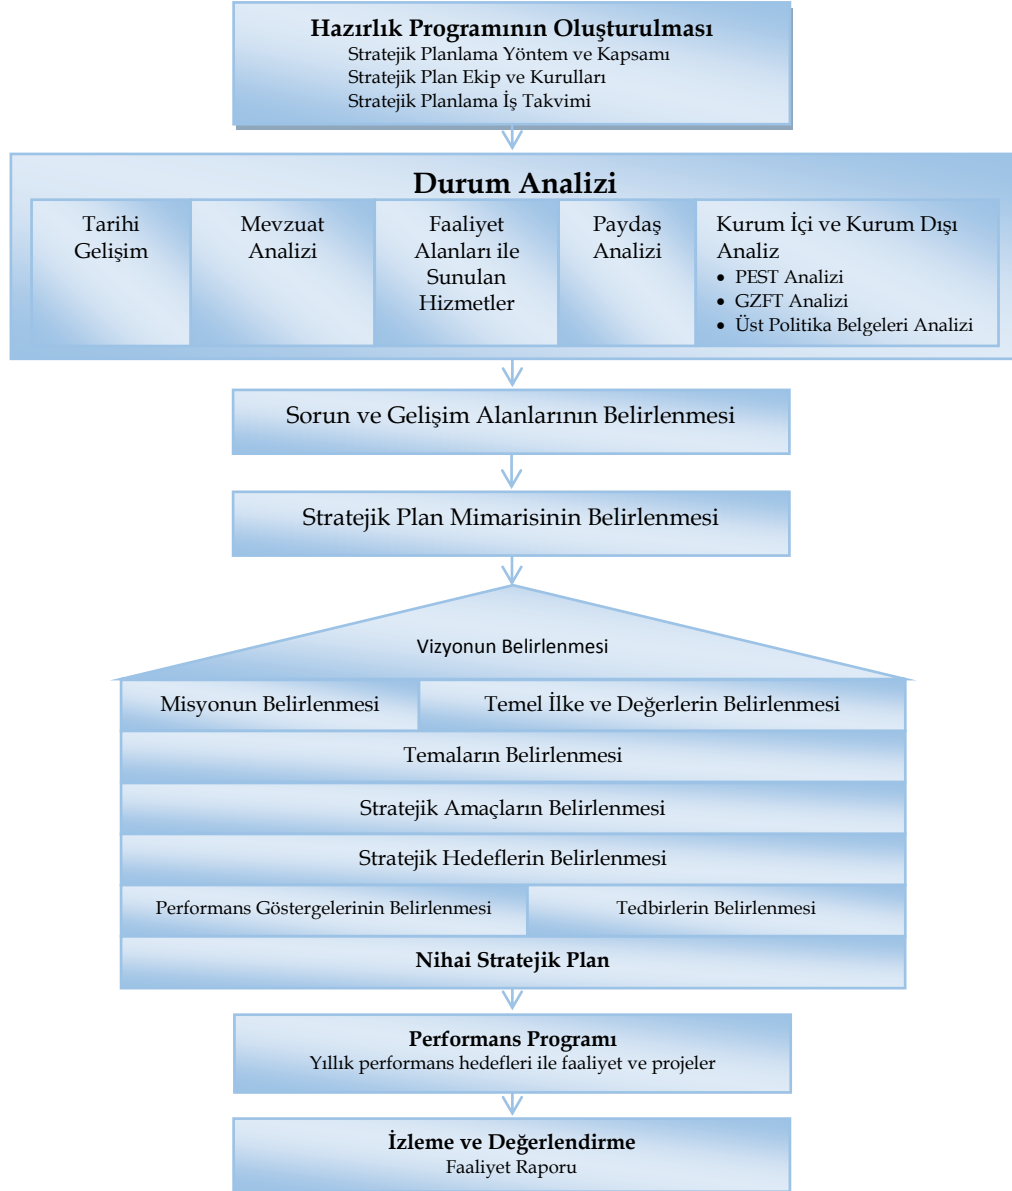 Hazırlık Programının Oluşturulması
Stratejik Planlama Yöntem ve Kapsamı
Stratejik Plan Ekip ve Kurulları
Stratejik Planlama İş Takvimi
Durum Analizi
Tarihi
Gelişim
Mevzuat
Analizi
Faaliyet
Alanları ile
Sunulan
Hizmetler
Paydaş
Analizi
Kurum İçi ve Kurum Dışı
Analiz
• PEST Analizi
• GZFT Analizi
• Üst Politika Belgeleri Analizi
Sorun ve Gelişim Alanlarının Belirlenmesi
Stratejik Plan Mimarisinin Belirlenmesi
Vizyonun Belirlenmesi
Misyonun Belirlenmesi
Temel İlke ve Değerlerin Belirlenmesi
Temaların Belirlenmesi
Stratejik Amaçların Belirlenmesi
Stratejik Hedeflerin Belirlenmesi
Performans Göstergelerinin Belirlenmesi
Tedbirlerin Belirlenmesi
Nihai Stratejik Plan
Performans Programı
Yıllık performans hedefleri ile faaliyet ve projeler
İzleme ve Değerlendirme
Faaliyet Raporu